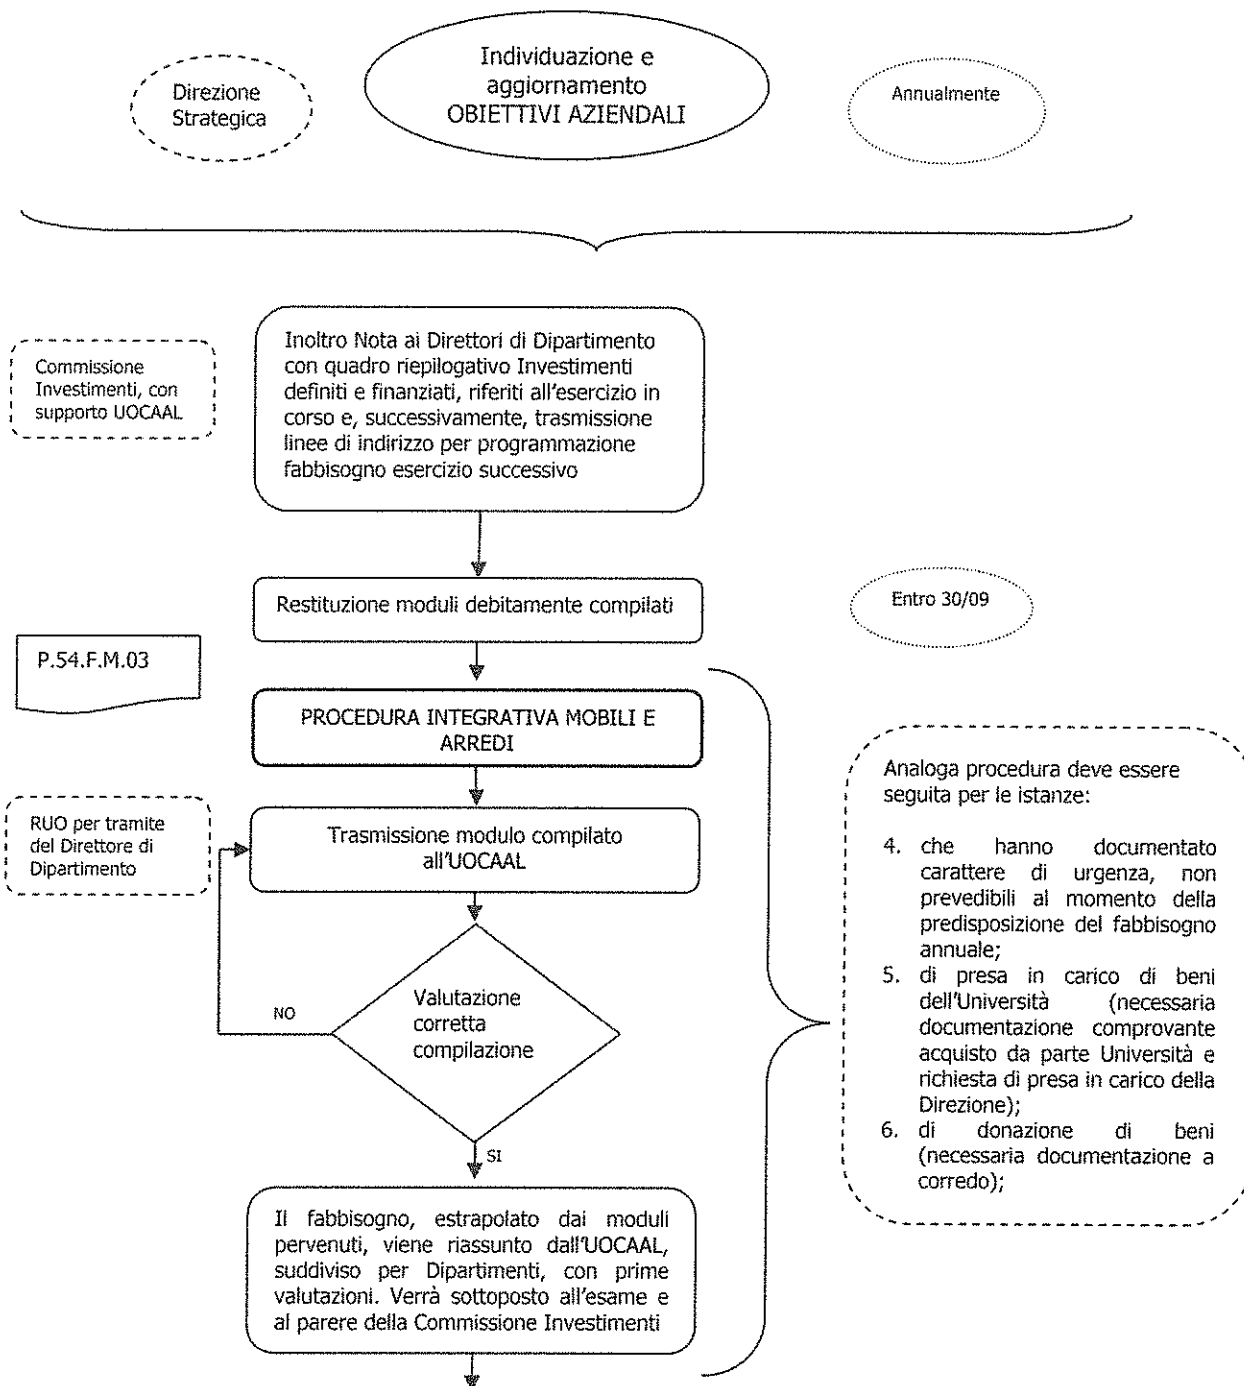 Direzione
Strategica
Individuazione e
aggiornamento
OBIETTIVI AZIENDALI
Annualmente
Commissione
Investimenti, con
supporto UOCAAL
Inoltro Nota ai Direttori di Dipartimento
con quadro riepilogativo Investimenti
definiti e finanziati, riferiti all'esercizio in
corso e, successivamente, trasmissione
linee di indirizzo per programmazione
fabbisogno esercizio successivo
Restituzione moduli debitamente compilati
Entro 30/09
P.54.F.M.03
PROCEDURA INTEGRATIVA MOBILI E
ARREDI
RUO per tramite
del Direttore di
Dipartimento
Trasmissione modulo compilato
all'UOCAAL
Valutazione
corretta
compilazione
NO
SI
Il fabbisogno, estrapolato dai moduli
pervenuti, viene riassunto dall'UOCAAL,
suddiviso per Dipartimenti, con prime
valutazioni. Verrà sottoposto all'esame e
al parere della Commissione Investimenti
Analoga procedura deve essere
seguita per le istanze:
4. che hanno documentato
carattere di urgenza, non
prevedibili al momento della
predisposizione del fabbisogno
annuale;
5. di presa in carico di beni
dell'Università (necessaria
documentazione comprovante
acquisto da parte Università e
richiesta di presa in carico della
Direzione);
6. di donazione di beni
(necessaria documentazione a
corredo);